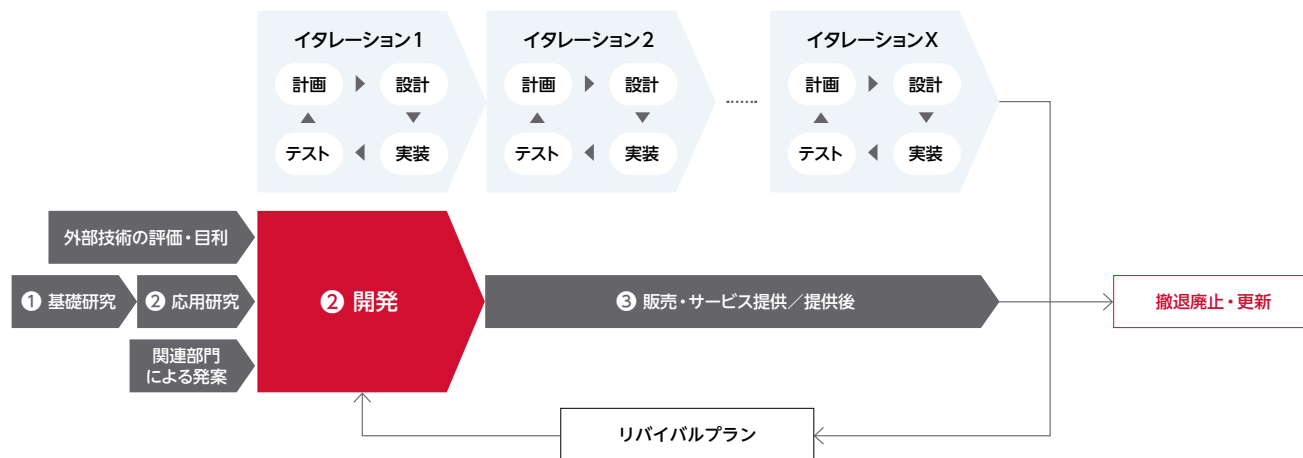 イタレーション1
計画
設計
テスト
実装
イタレーション2
計画
設計
テスト
実装
……
イタレーションX
計画
設計
テスト
実装
外部技術の評価・目利
❶ 基礎研究
❷ 応用研究
関連部門
による発案
❷ 開発
❸ 販売・サービス提供／提供後
撤退廃止・更新
リバイバルプラン